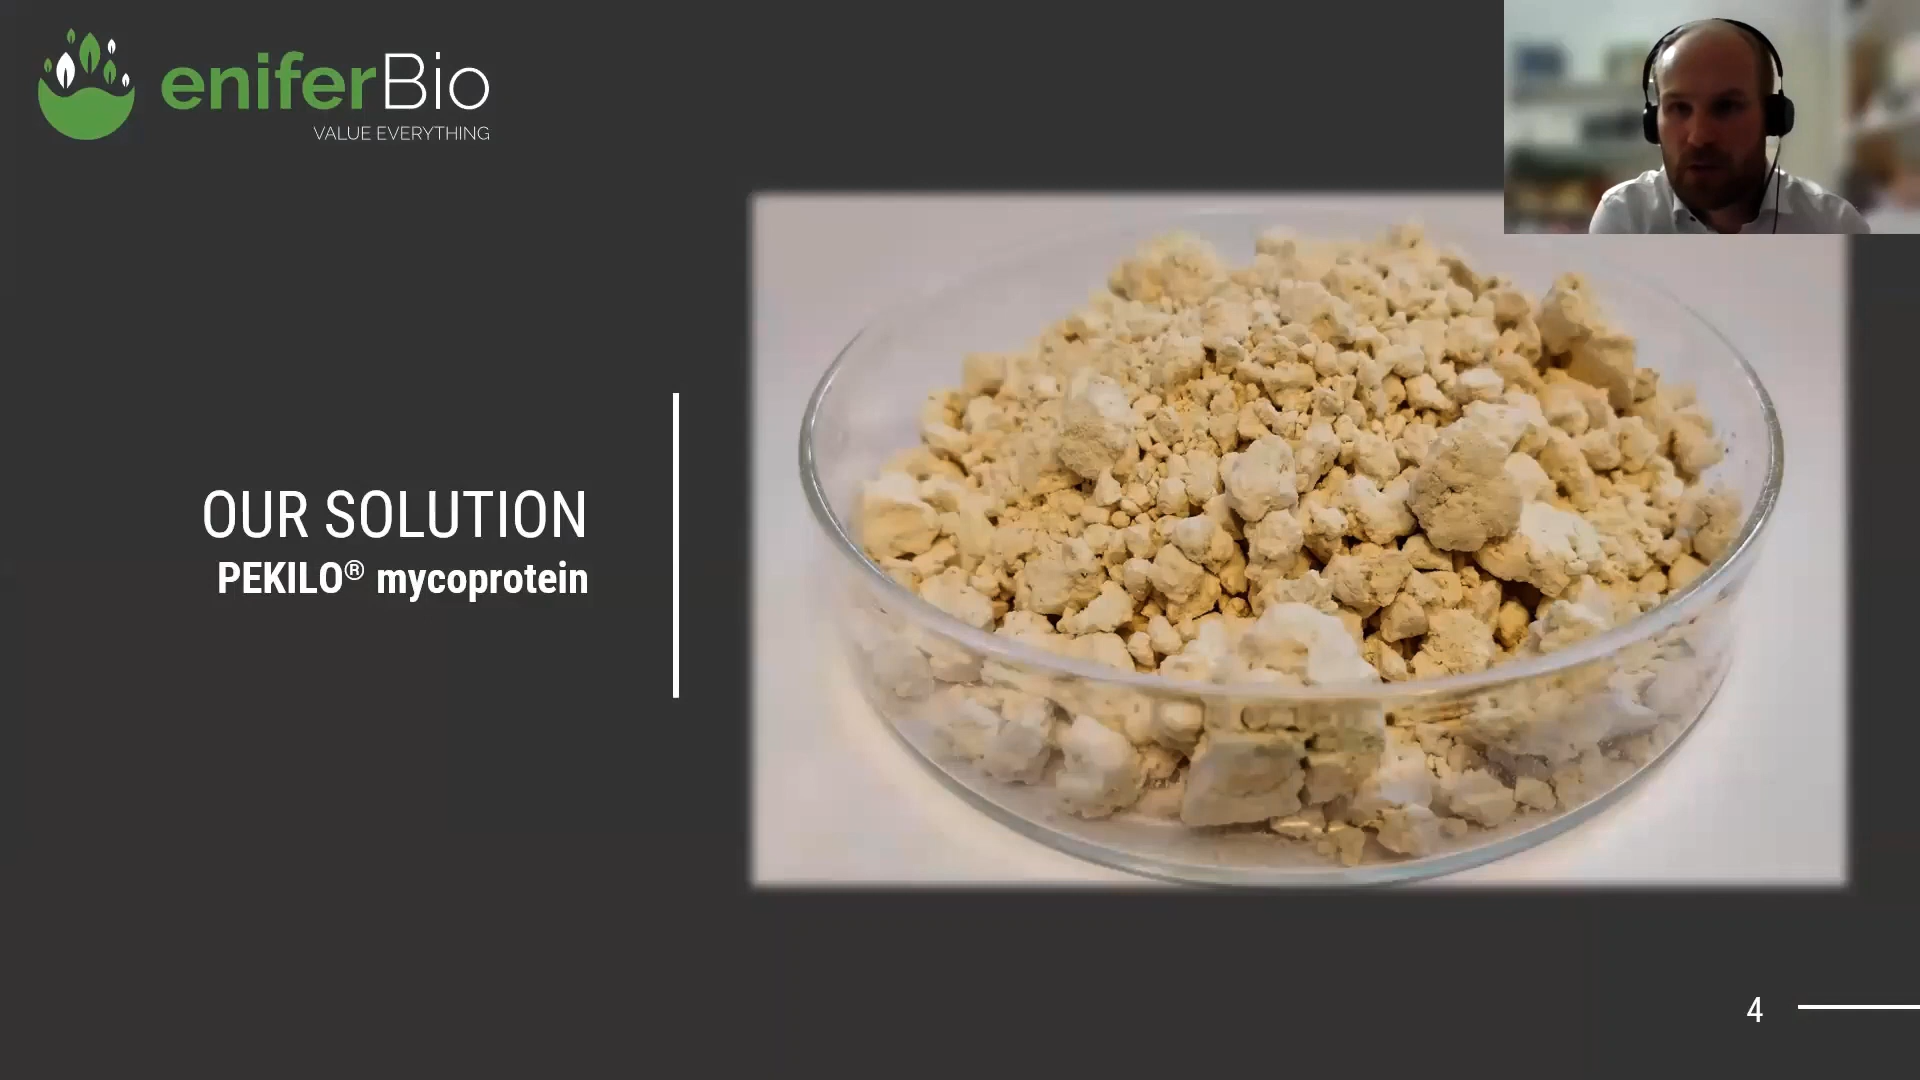 eniferBio
VALUE EVERYTHING
OUR SOLUTION
PEKILO® mycoprotein
4